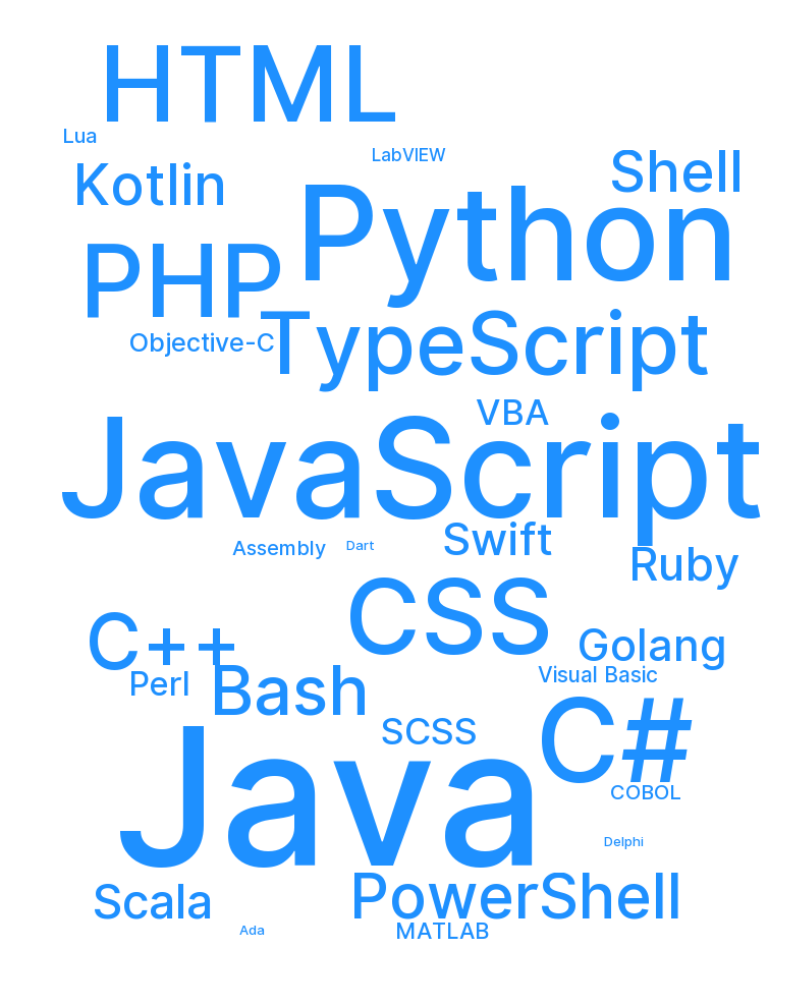 HTML
Lua
LabVIEW
Kotlin
Shell
Python
PHP
TypeScript
Objective-C
VBA
JavaScript
Swift
Assembly
Dart
Ruby
CSS
C++
Golang
Visual Basic
Perl
Bash
SCSS
C#
Java
COBOL
Delphi
Scala
PowerShell
Ada
MATLAB